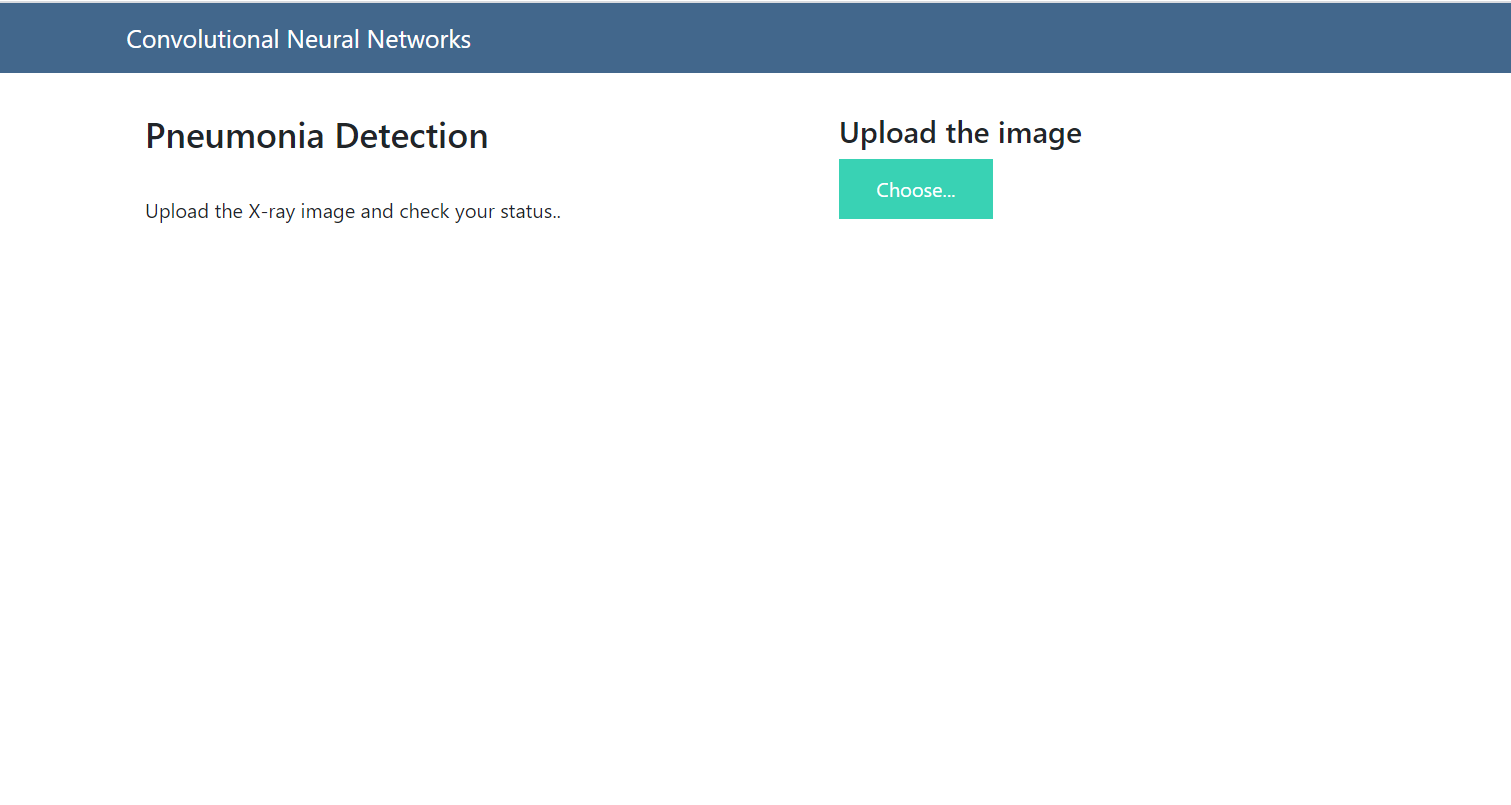 Convolutional Neural Networks
Pneumonia Detection
Upload the X-ray image and check your status..
Upload the image
Choose...